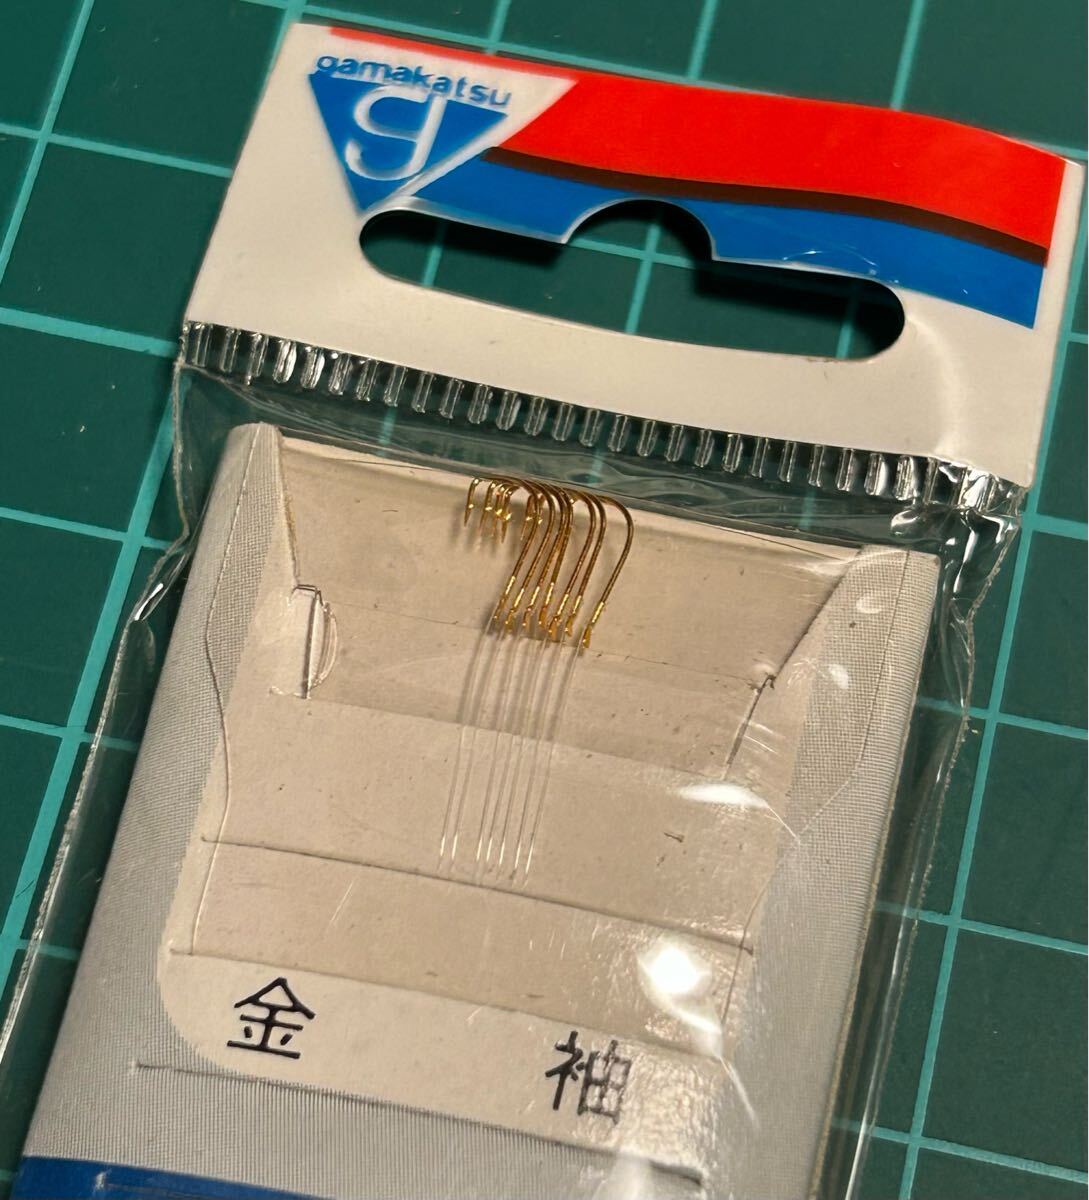 gamakatsu
g
金 袖